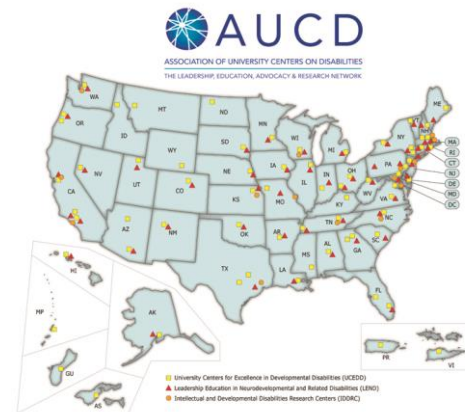 AUCD
ASSOCIATION OF UNIVERSITY CENTERS ON DISABILITIES
THE LEADERSHIP, EDUCATION, ADVOCACY & RESEARCH NETWORK
WA
MT
ND
MN
ME
OR
ID
SD
WI
MI
NY
VT
NH
MA
RI
CT
NJ
DE
MD
DC
WY
NE
IA
PA
NV
UT
CO
KS
MO
IL
IN
OH
WV
VA
KY
CA
AZ
NM
OK
AR
TN
NC
SC
TX
LA
MS
AL
GA
FL
HI
MP
GU
AS
AK
PR
VI
University Centers for Excellence in Developmental Disabilities (UCEDD)
Leadership Education in Neurodevelopmental and Related Disabilities (LEND)
Intellectual and Developmental Disabilities Research Centers (IDDRC)